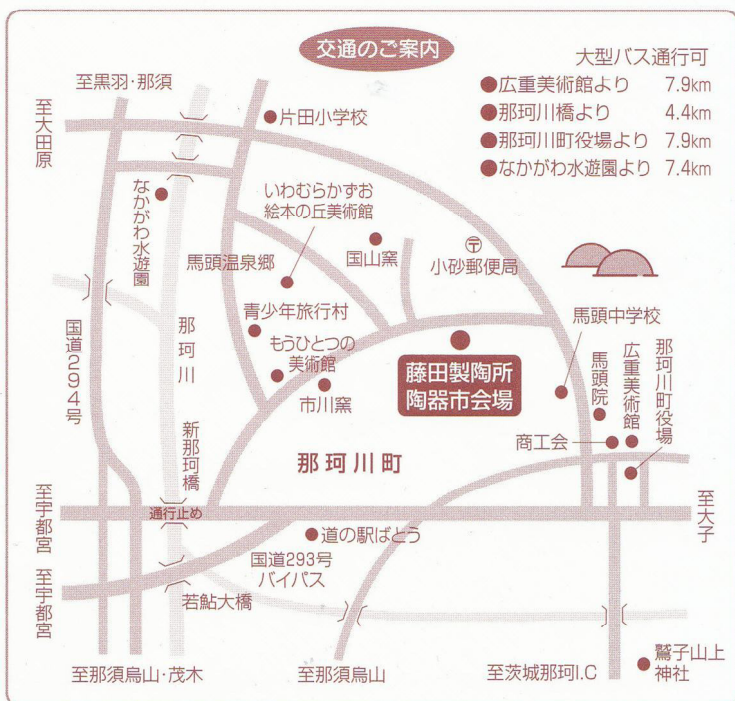 交通のご案内
大型バス通行可
●広重美術館より 7.9km
●那珂川橋より 4.4km
●那珂川町役場より 7.9km
●なかがわ水遊園より 7.4km
至黒羽・那須
至大田原
片田小学校
なかがわ水遊園
いわむらかずお
絵本の丘美術館
馬頭温泉郷
国山窯
〒
小砂郵便局
青少年旅行村
もうひとつの
美術館
市川窯
藤田製陶所
陶器市会場
馬頭中学校
馬頭院
広重美術館
那珂川町役場
商工会
国道294号
那珂川
新那珂橋
那珂川町
至宇都宮
通行止め
至大子
道の駅ばとう
国道293号
バイパス
至宇都宮
若鮎大橋
至那須烏山・茂木
至那須烏山
至茨城那珂I.C
鷲子山上
神社